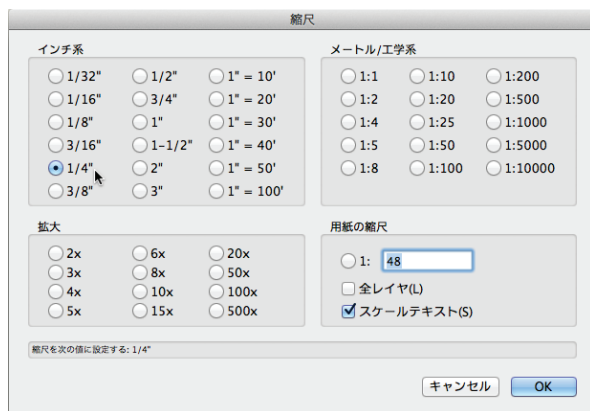 縮尺
インチ系
1/32" 1/2" 1" = 10'
1/16" 3/4" 1" = 20'
1/8" 1" 1" = 30'
3/16" 1-1/2" 1" = 40'
1/4" 2" 1" = 50'
3/8" 3" 1" = 100'
メートル/工学系
1:1 1:10 1:200
1:2 1:20 1:500
1:4 1:25 1:1000
1:5 1:50 1:5000
1:8 1:100 1:10000
拡大
2x 6x 20x
3x 8x 50x
4x 10x 100x
5x 15x 500x
用紙の縮尺
1: 48
全レイヤ(L)
スケールテキスト(S)
縮尺を次の値に設定する: 1/4"
キャンセル OK